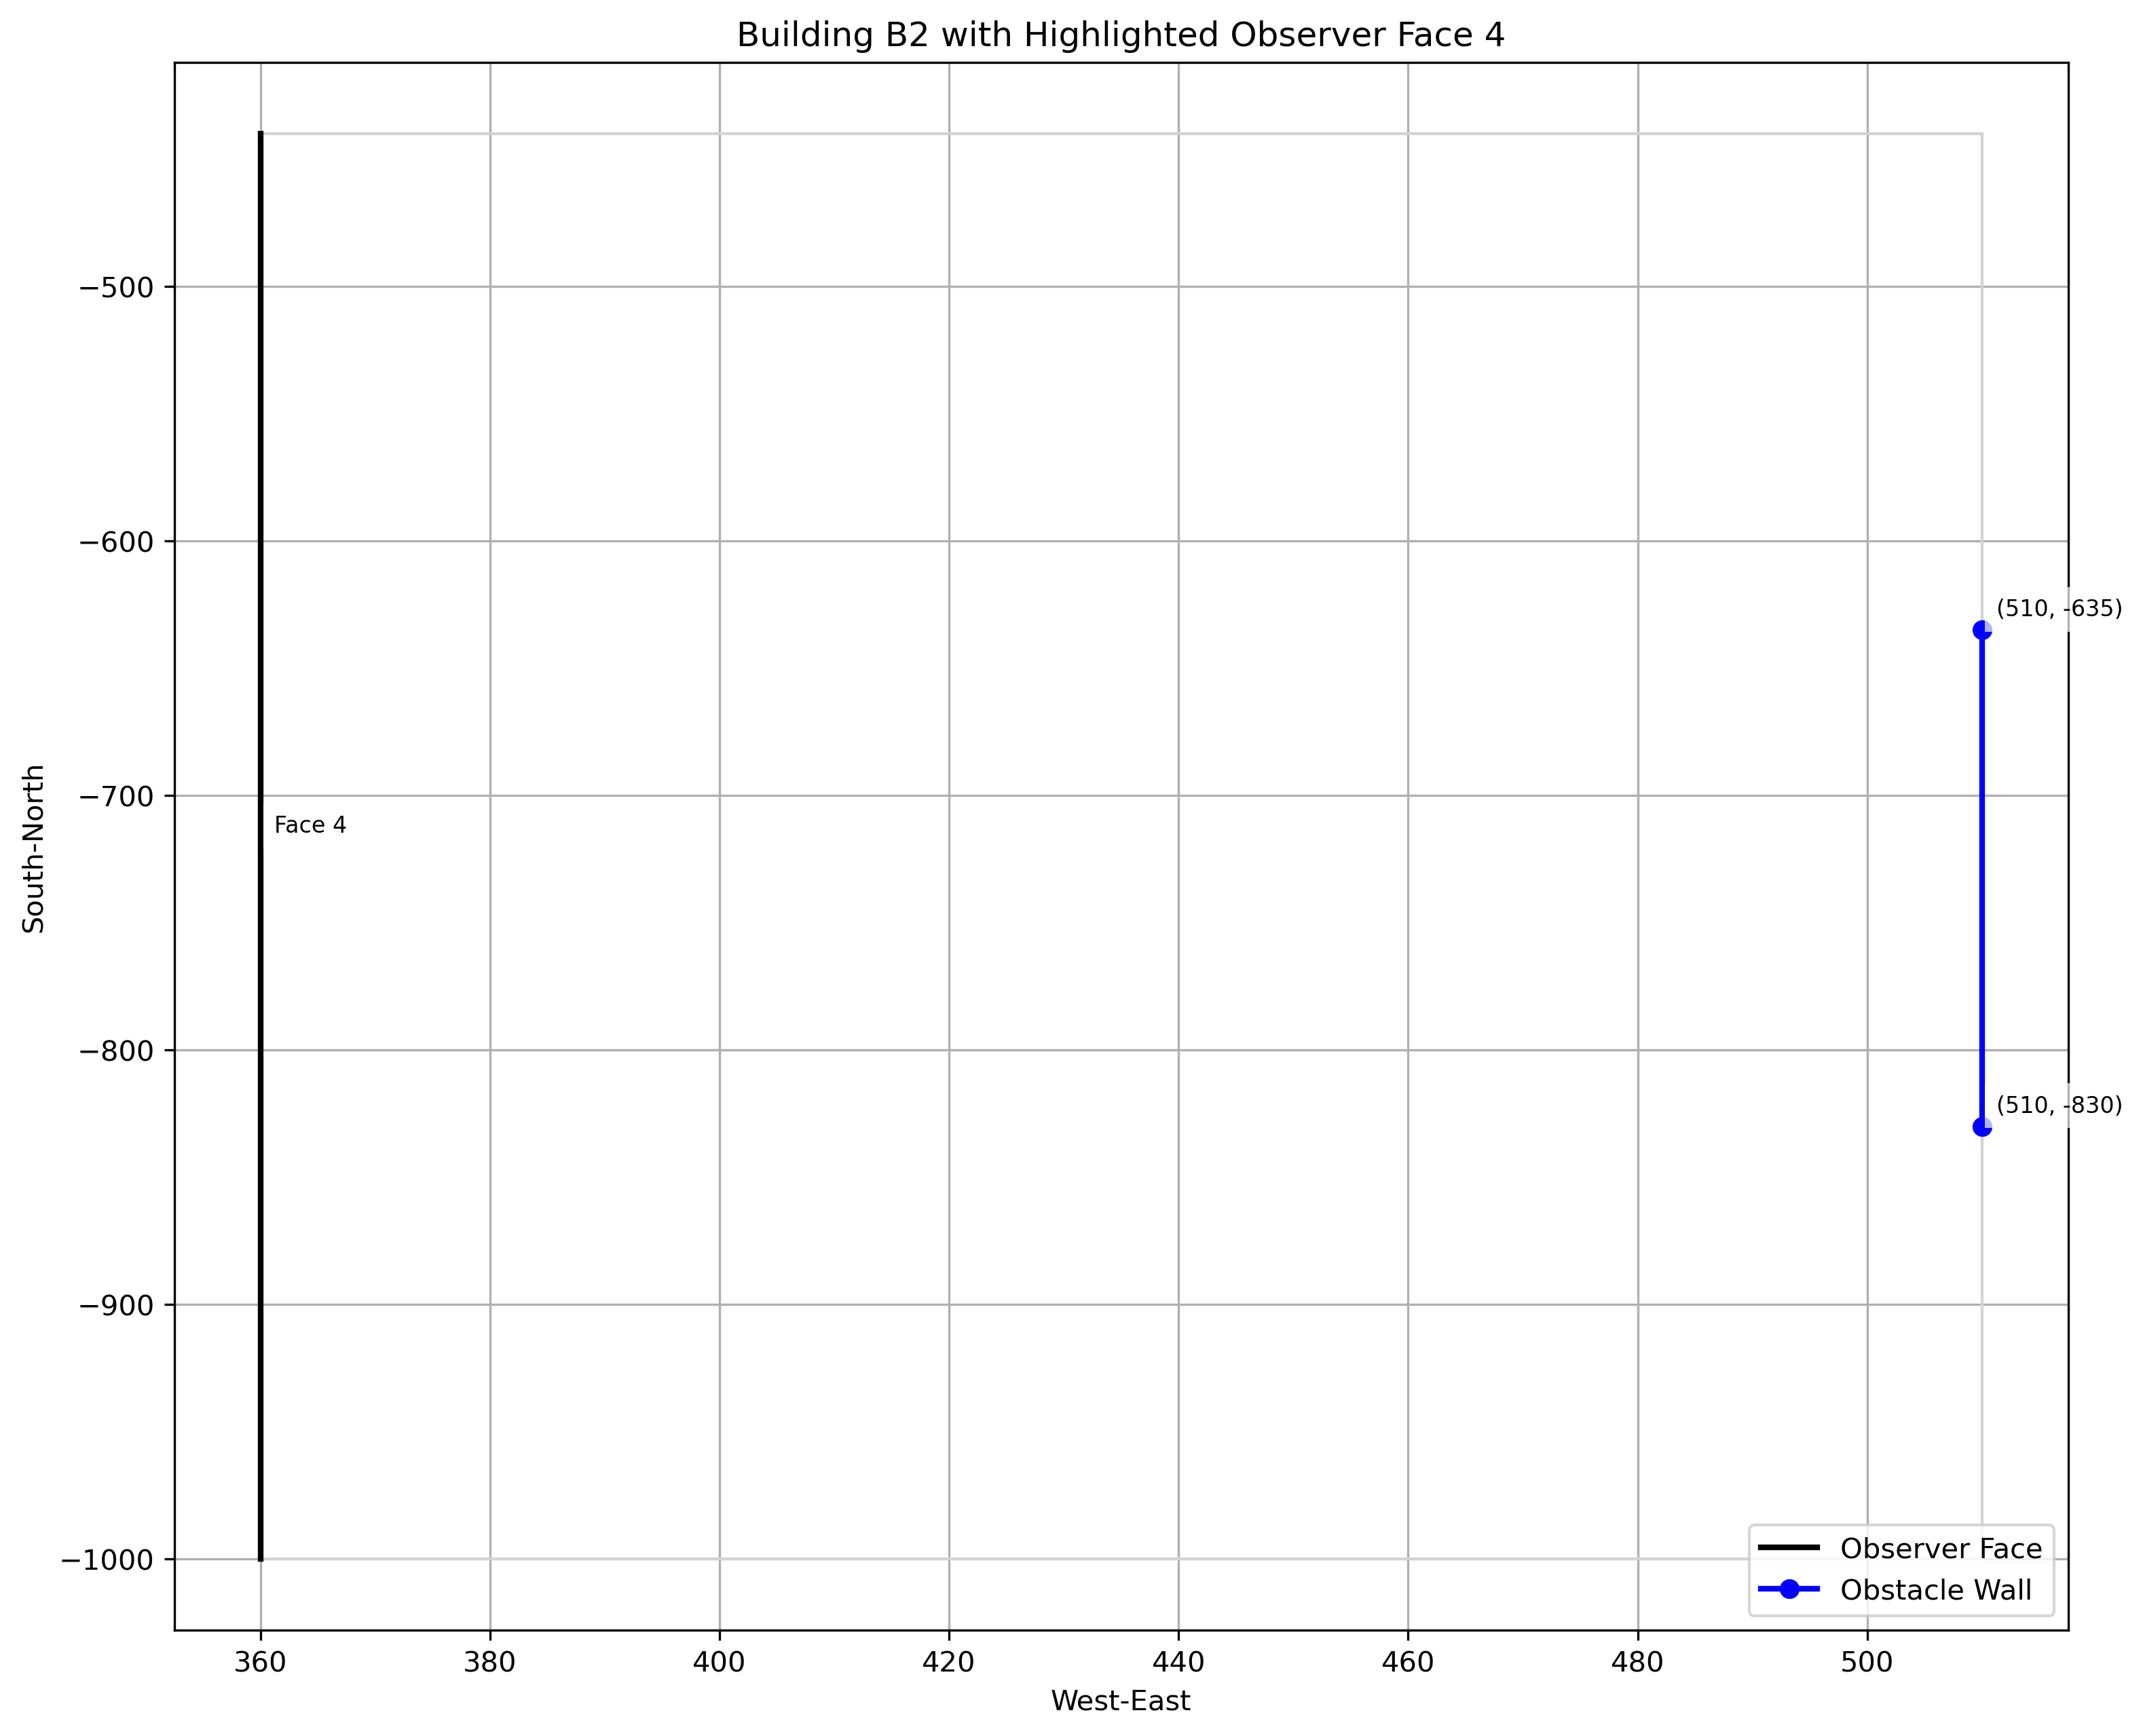 Building B2 with Highlighted Observer Face 4
−500
−600
(510, -635)
−700
Face 4
South-North
−800
(510, -830)
−900
−1000
Observer Face
Obstacle Wall
360 380 400 420 440 460 480 500
West-East